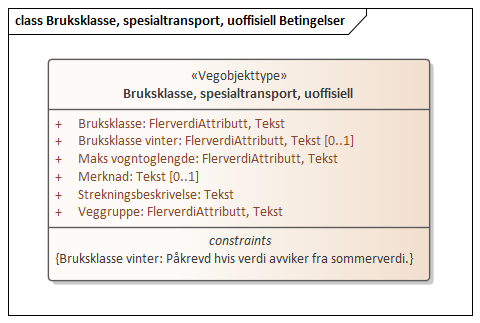 class Bruksklasse, spesialtransport, uoffisiell Betingelser
«Vegobjekttype»
Bruksklasse, spesialtransport, uoffisiell
+ Bruksklasse: FlerverdiAttributt, Tekst
+ Bruksklasse vinter: FlerverdiAttributt, Tekst [0..1]
+ Maks vogntoglengde: FlerverdiAttributt, Tekst
+ Merknad: Tekst [0..1]
+ Strekningsbeskrivelse: Tekst
+ Veggruppe: FlerverdiAttributt, Tekst
constraints
{Bruksklasse vinter: Påkrevd hvis verdi avviker fra sommerverdi.}